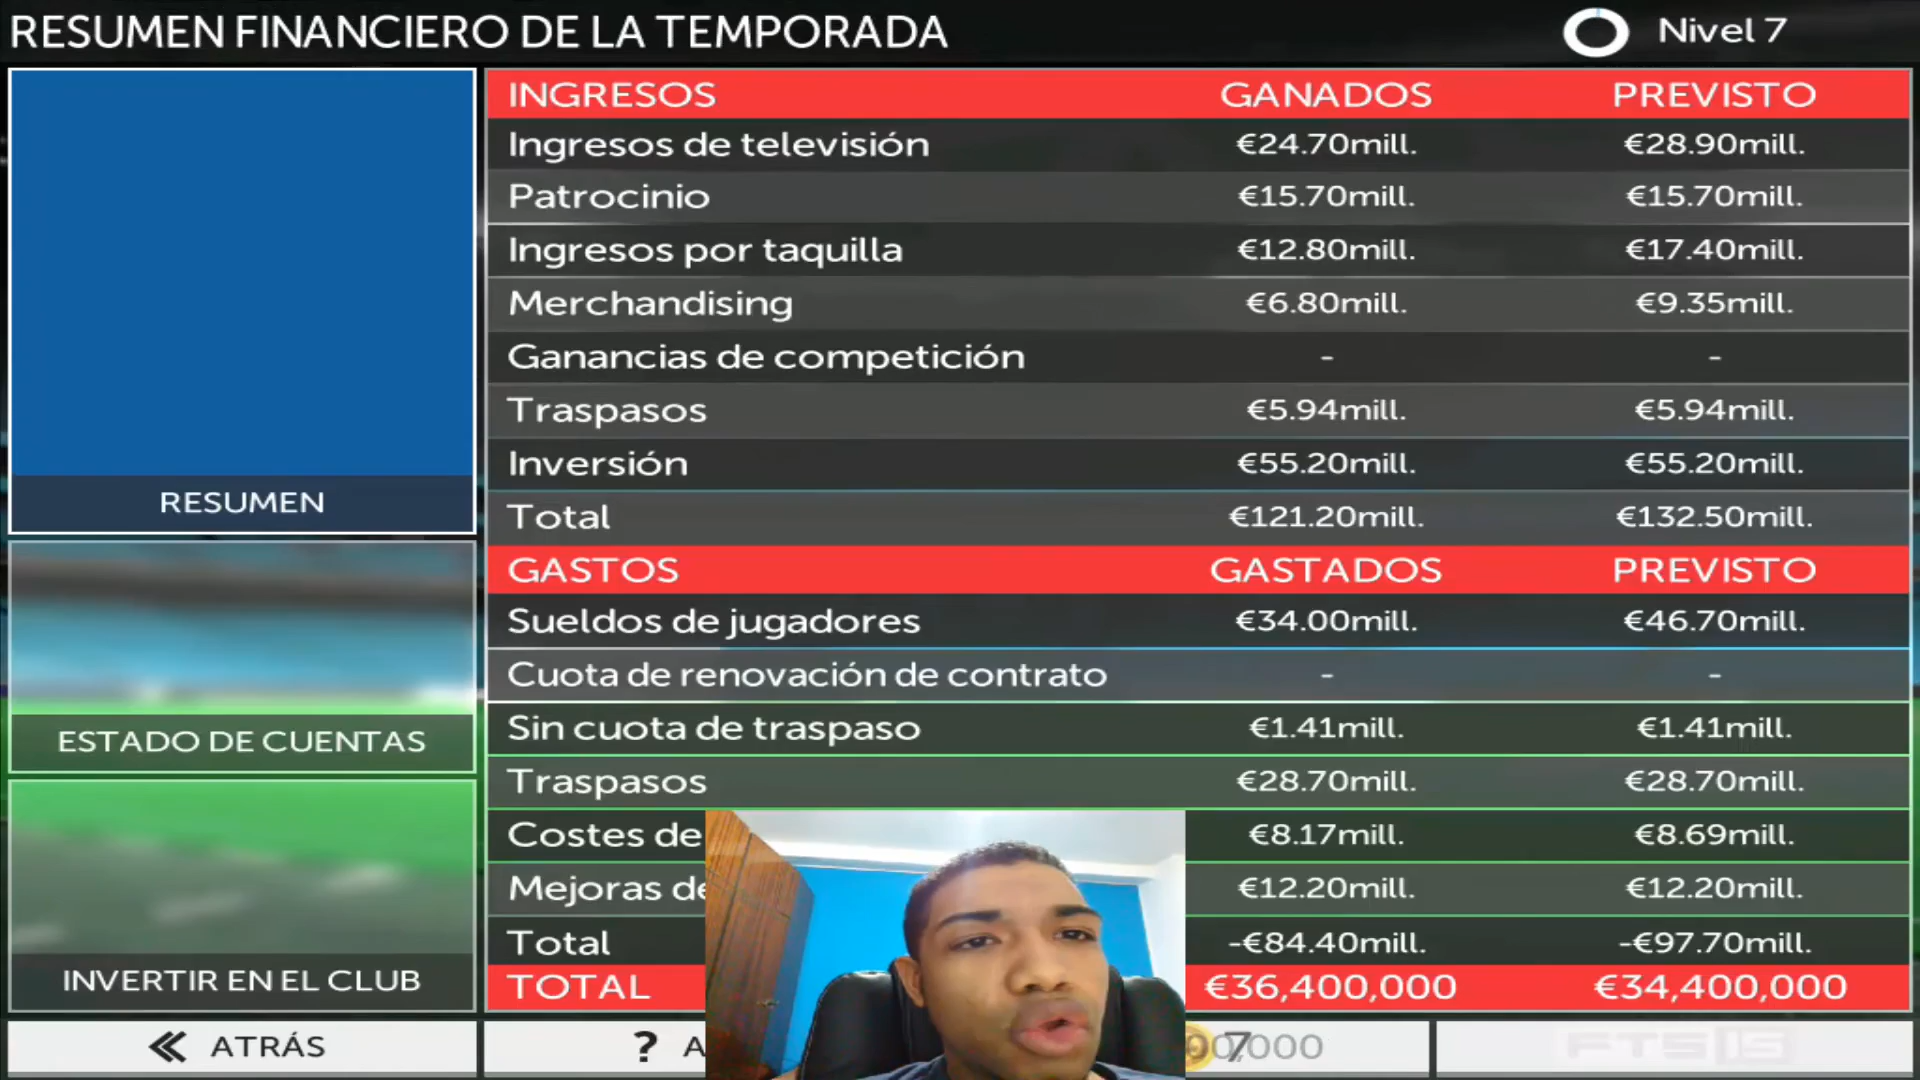 RESUMEN FINANCIERO DE LA TEMPORADA
Nivel 7
INGRESOS GANADOS PREVISTO
Ingresos de televisión €24.70mill. €28.90mill.
Patrocinio €15.70mill. €15.70mill.
Ingresos por taquilla €12.80mill. €17.40mill.
Merchandising €6.80mill. €9.35mill.
Ganancias de competición - -
Traspasos €5.94mill. €5.94mill.
Inversión €55.20mill. €55.20mill.
Total €121.20mill. €132.50mill.
GASTOS GASTADOS PREVISTO
Sueldos de jugadores €34.00mill. €46.70mill.
Cuota de renovación de contrato - -
Sin cuota de traspaso €1.41mill. €1.41mill.
Traspasos €28.70mill. €28.70mill.
Costes de €8.17mill. €8.69mill.
Mejoras de €12.20mill. €12.20mill.
Total -€84.40mill. -€97.70mill.
TOTAL €36,400,000 €34,400,000
RESUMEN
ESTADO DE CUENTAS
INVERTIR EN EL CLUB
« ATRÁS
? A
7
FTS 15